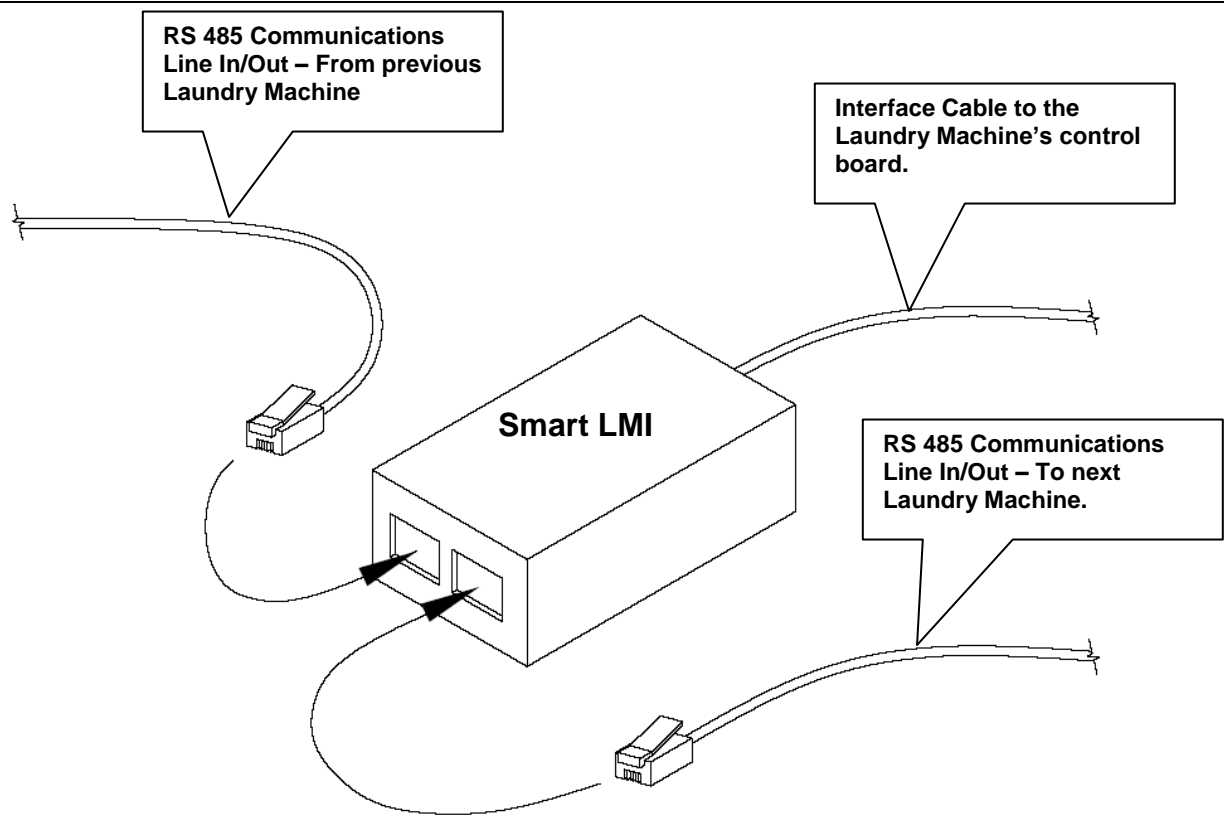 RS 485 Communications
Line In/Out – From previous
Laundry Machine
Interface Cable to the
Laundry Machine’s control
board.
Smart LMI
RS 485 Communications
Line In/Out – To next
Laundry Machine.